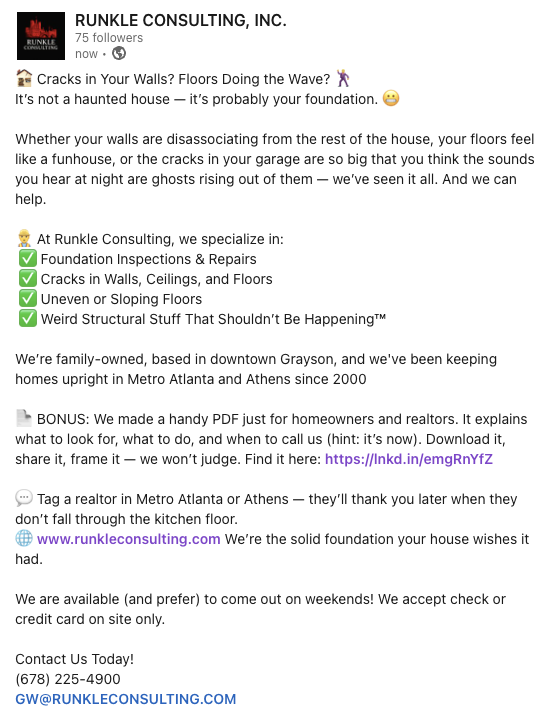 RUNKLE CONSULTING
RUNKLE CONSULTING, INC.
75 followers
now •
🏚️ Cracks in Your Walls? Floors Doing the Wave? 🕺
It's not a haunted house — it's probably your foundation. 😬
Whether your walls are disassociating from the rest of the house, your floors feel
like a funhouse, or the cracks in your garage are so big that you think the sounds
you hear at night are ghosts rising out of them — we've seen it all. And we can
help.
👷 At Runkle Consulting, we specialize in:
✅ Foundation Inspections & Repairs
✅ Cracks in Walls, Ceilings, and Floors
✅ Uneven or Sloping Floors
✅ Weird Structural Stuff That Shouldn't Be Happening™
We're family-owned, based in downtown Grayson, and we've been keeping
homes upright in Metro Atlanta and Athens since 2000
📄 BONUS: We made a handy PDF just for homeowners and realtors. It explains
what to look for, what to do, and when to call us (hint: it's now). Download it,
share it, frame it — we won't judge. Find it here: https://lnkd.in/emgRnYfZ
💬 Tag a realtor in Metro Atlanta or Athens — they'll thank you later when they
don't fall through the kitchen floor.
🌐 www.runkleconsulting.com We're the solid foundation your house wishes it
had.
We are available (and prefer) to come out on weekends! We accept check or
credit card on site only.
Contact Us Today!
(678) 225-4900
GW@RUNKLECONSULTING.COM